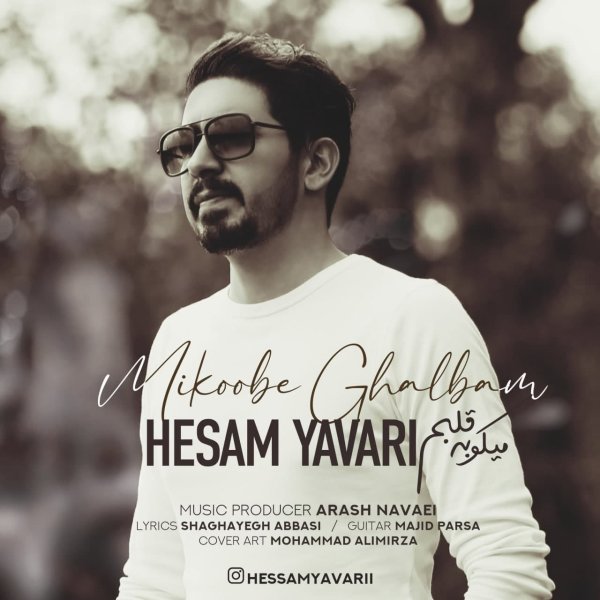 Mikoobe Ghalbam
HESAM YAVARI
میکوبه قلبم
MUSIC PRODUCER ARASH NAVAEI
LYRICS SHAGHAYEGH ABBASI / GUITAR MAJID PARSA
COVER ART MOHAMMAD ALIMIRZA
HESSAMYAVARII